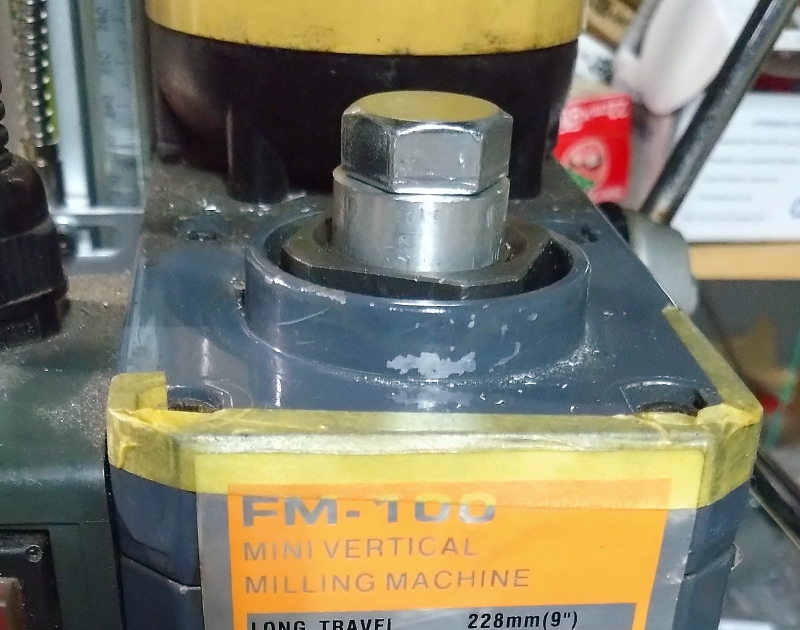 FM-100
MINI VERTICAL
MILLING MACHINE
LONG TRAVEL 228mm(9")